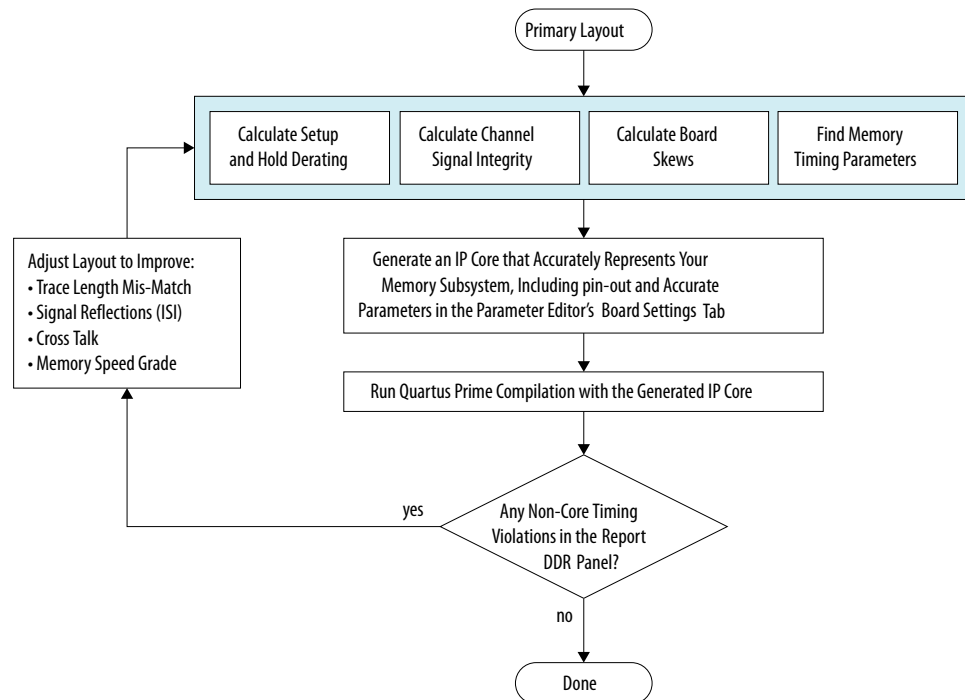 Primary Layout
Calculate Setup
and Hold Derating
Calculate Channel
Signal Integrity
Calculate Board
Skews
Find Memory
Timing Parameters
Adjust Layout to Improve:
• Trace Length Mis-Match
• Signal Reflections (ISI)
• Cross Talk
• Memory Speed Grade
Generate an IP Core that Accurately Represents Your
Memory Subsystem, Including pin-out and Accurate
Parameters in the Parameter Editor's Board Settings Tab
Run Quartus Prime Compilation with the Generated IP Core
yes
Any Non-Core Timing
Violations in the Report
DDR Panel?
no
Done